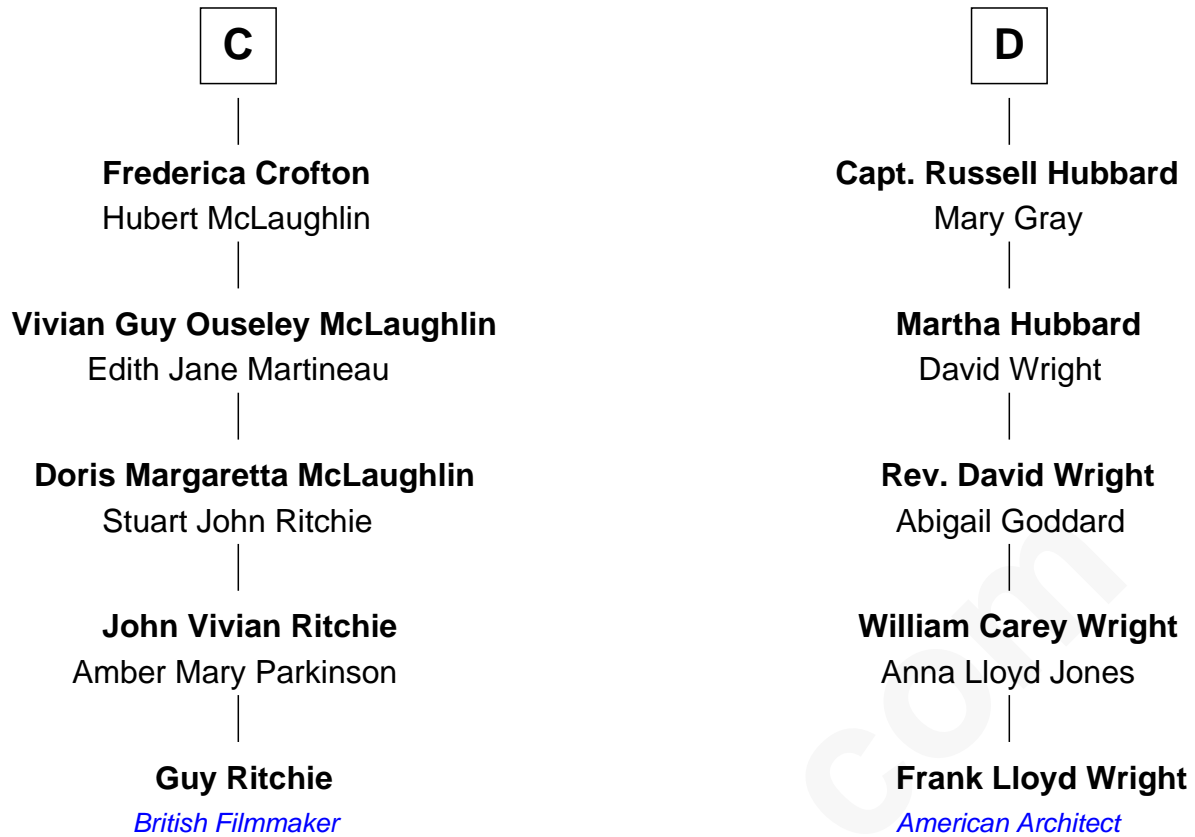 C
Frederica Crofton
Hubert McLaughlin
Vivian Guy Ouseley McLaughlin
Edith Jane Martineau
Doris Margaretta McLaughlin
Stuart John Ritchie
John Vivian Ritchie
Amber Mary Parkinson
Guy Ritchie
British Filmmaker
D
Capt. Russell Hubbard
Mary Gray
Martha Hubbard
David Wright
Rev. David Wright
Abigail Goddard
William Carey Wright
Anna Lloyd Jones
Frank Lloyd Wright
American Architect
com